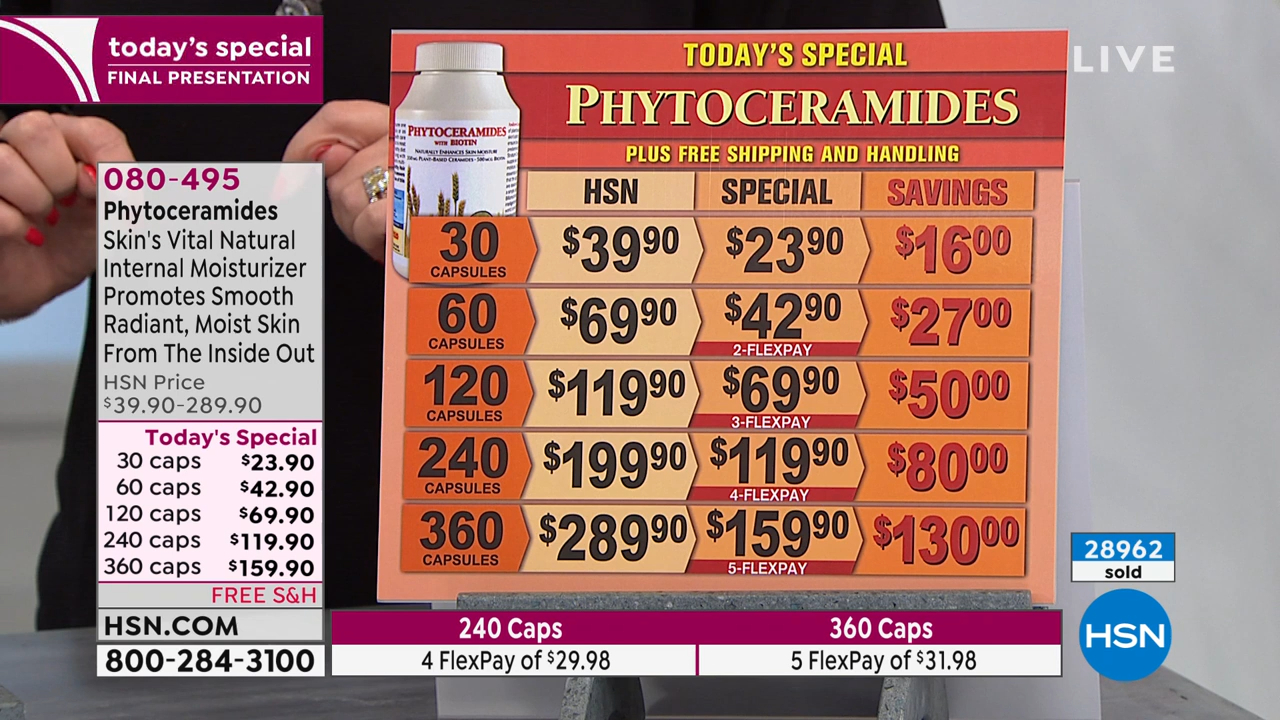 today's special
FINAL PRESENTATION
080-495
Phytoceramides
Skin's Vital Natural
Internal Moisturizer
Promotes Smooth
Radiant, Moist Skin
From The Inside Out
HSN Price
$39.90-289.90
Today's Special
30 caps $23.90
60 caps $42.90
120 caps $69.90
240 caps $119.90
360 caps $159.90
FREE S&H
HSN.COM
800-284-3100
TODAY'S SPECIAL
PHYTOCERAMIDES
PLUS FREE SHIPPING AND HANDLING
PHYTOCERAMIDES
WITH BIOTIN
NATURALLY ENHANCES SKIN MOISTURE
PLANT-BASED CERAMIDES
HSN SPECIAL SAVINGS
30 CAPSULES $39.90 $23.90 $16.00
60 CAPSULES $69.90 $42.90 $27.00
2-FLEXPAY
120 CAPSULES $119.90 $69.90 $50.00
3-FLEXPAY
240 CAPSULES $199.90 $119.90 $80.00
4-FLEXPAY
360 CAPSULES $289.90 $159.90 $130.00
5-FLEXPAY
240 Caps 360 Caps
4 FlexPay of $29.98 5 FlexPay of $31.98
LIVE
28962
sold
HSN